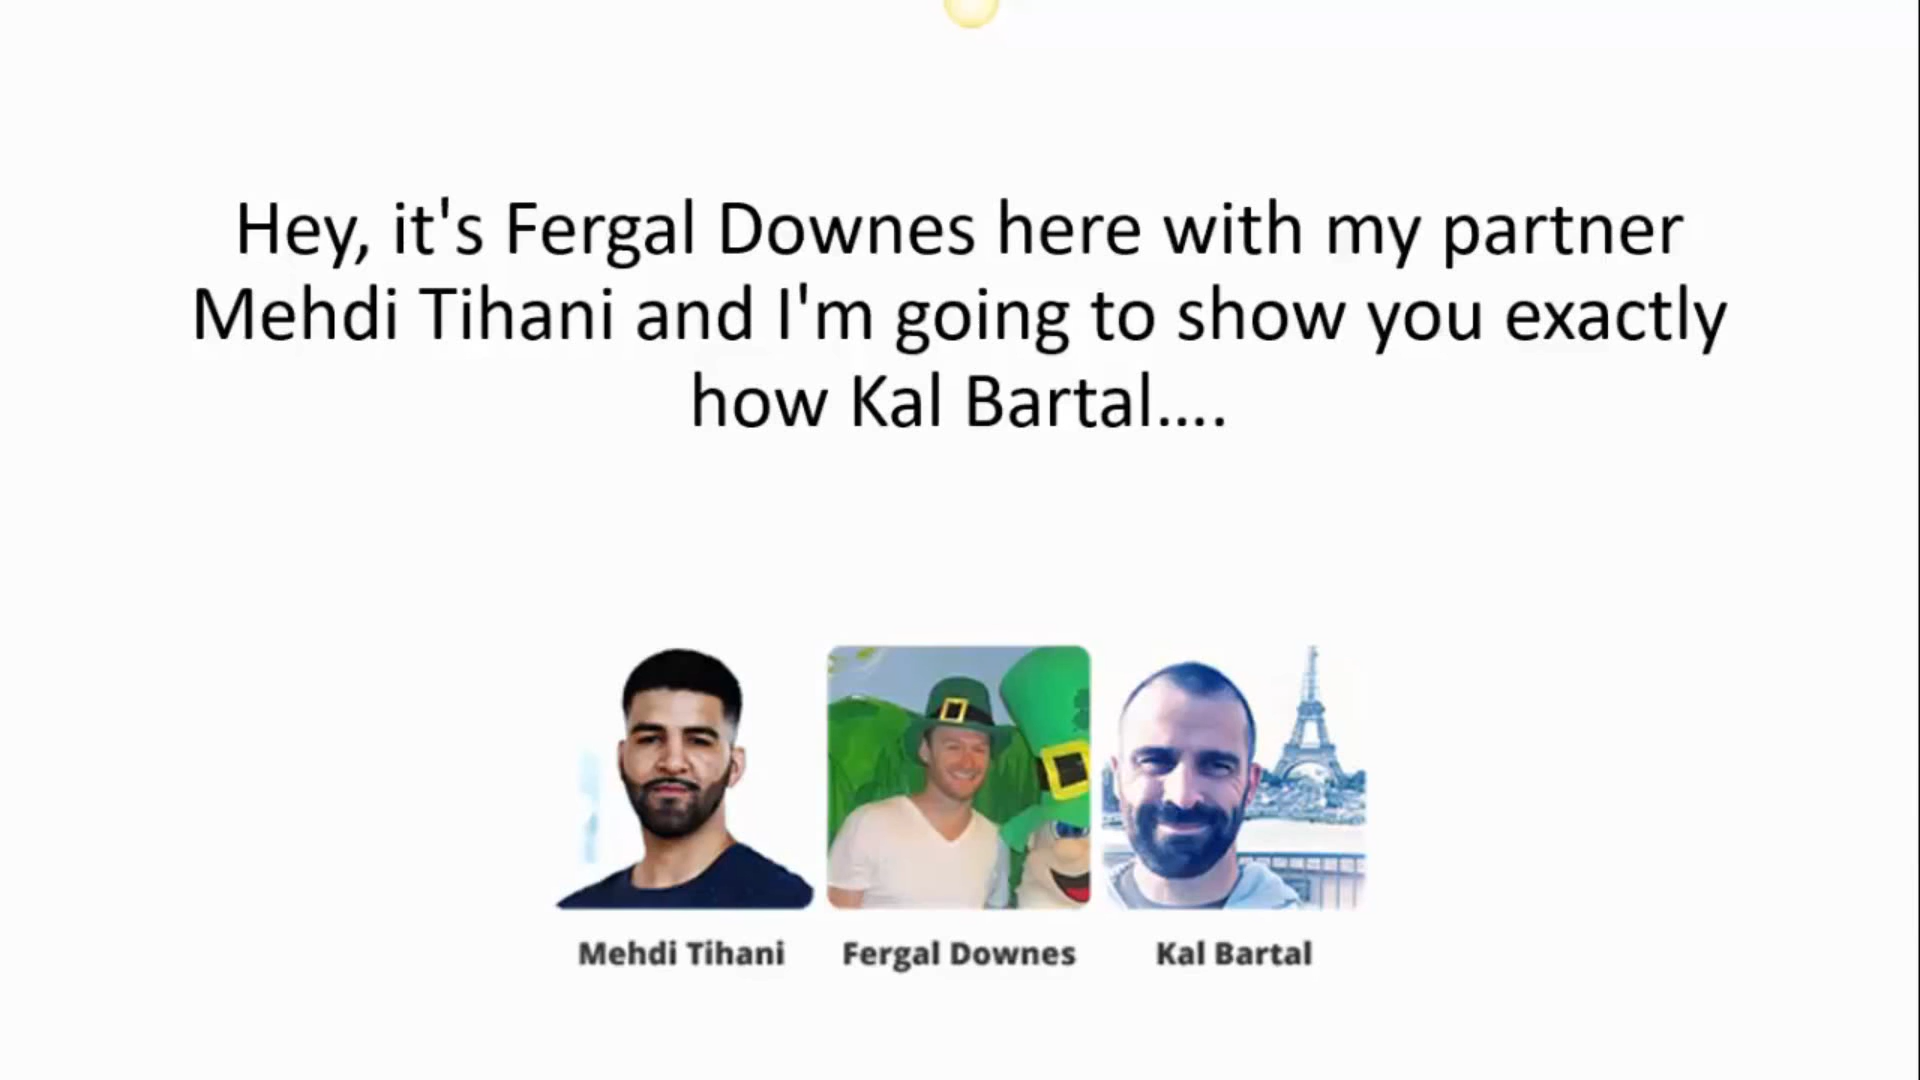 Hey, it's Fergal Downes here with my partner
Mehdi Tihani and I'm going to show you exactly
how Kal Bartal....
Mehdi Tihani
Fergal Downes
Kal Bartal